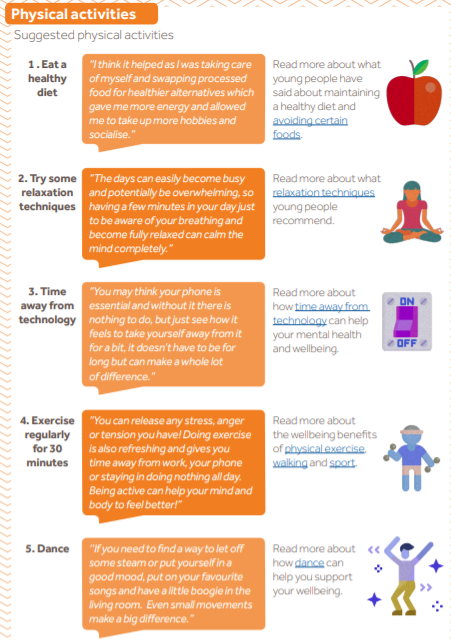 Physical activities
Suggested physical activities
1 . Eat a
healthy
diet
"I think it helped as I was taking care
of myself and swapping processed
food for healthier alternatives which
gave me more energy and allowed
me to take up more hobbies and
socialise."
Read more about what
young people have
said about maintaining
a healthy diet and
avoiding certain
foods.
2. Try some
relaxation
techniques
"The days can easily become busy
and potentially be overwhelming, so
having a few minutes in your day just
to be aware of your breathing and
become fully relaxed can calm the
mind completely."
Read more about what
relaxation techniques
young people
recommend.
3. Time
away from
technology
"You may think your phone is
essential and without it there is
nothing to do, but just see how it
feels to take yourself away from it
for a bit, it doesn't have to be for
long but can make a whole lot
of difference."
Read more about
how time away from
technology can help
your mental health
and wellbeing.
ON
OFF
4. Exercise
regularly
for 30
minutes
"You can release any stress, anger
or tension you have! Doing exercise
is also refreshing and gives you
time away from work, your phone
or staying in doing nothing all day.
Being active can help your mind and
body to feel better!"
Read more about
the wellbeing benefits
of physical exercise,
walking and sport.
5. Dance
"If you need to find a way to let off
some steam or put yourself in a
good mood, put on your favourite
songs and have a little boogie in the
living room. Even small movements
make a big difference."
Read more about
how dance can
help you support
your wellbeing.